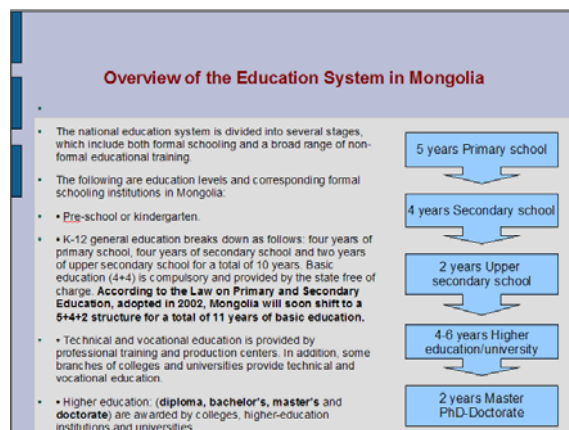 Overview of the Education System in Mongolia
The national education system is divided into several stages,
which include both formal schooling and a broad range of non-
formal educational training.
The following are education levels and corresponding formal
schooling institutions in Mongolia:
• Pre-school or kindergarten.
• K-12 general education breaks down as follows: four years of
primary school, four years of secondary school and two years
of upper secondary school for a total of 10 years. Basic
education (4+4) is compulsory and provided by the state free of
charge. According to the Law on Primary and Secondary
Education, adopted in 2002, Mongolia will soon shift to a
5+4+2 structure for a total of 11 years of basic education.
• Technical and vocational education is provided by
professional training and production centers. In addition, some
branches of colleges and universities provide technical and
vocational education.
• Higher education: (diploma, bachelor's, master's and
doctorate) are awarded by colleges, higher-education
institutions and universities.
5 years Primary school
4 years Secondary school
2 years Upper
secondary school
4-6 years Higher
education/university
2 years Master
PhD-Doctorate